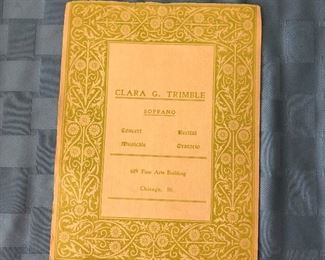 CLARA G. TRIMBLE
SOPRANO
Concert Recital
Musicale Oratorio
Fine Arts Building
Chicago, Ill.